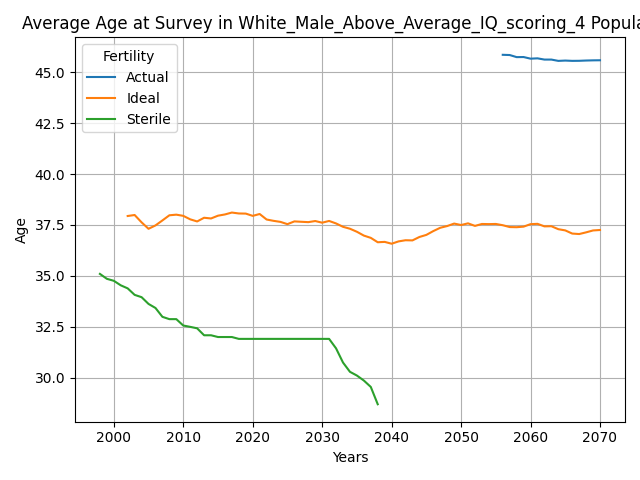 Average Age at Survey in White_Male_Above_Average_IQ_scoring_4 Popula
Fertility
Actual
Ideal
Sterile
45.0
42.5
40.0
37.5
35.0
32.5
30.0
Age
2000 2010 2020 2030 2040 2050 2060 2070
Years